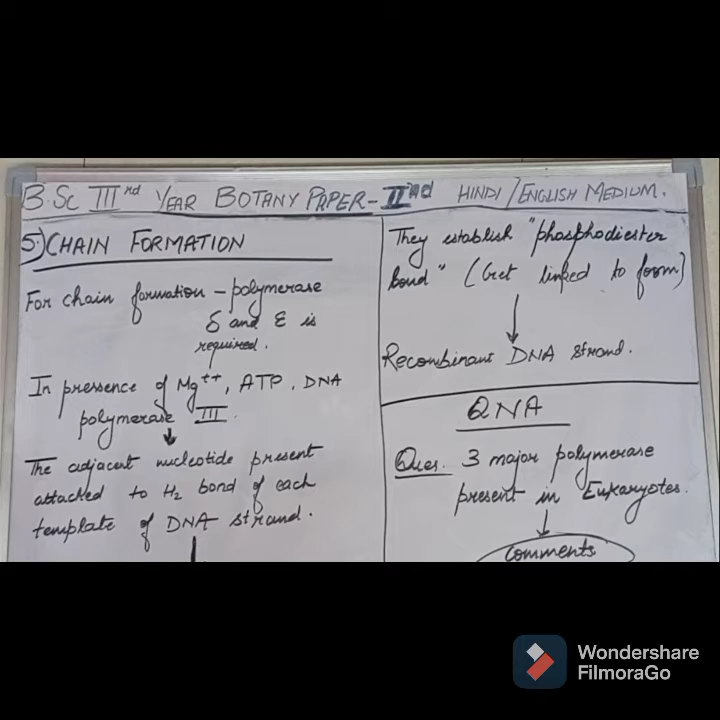 B.Sc III rd YEAR BOTANY PAPER-II nd HINDI/ENGLISH MEDIUM.
5) CHAIN FORMATION
For chain formation - polymerase
δ and ε is
required.
In pressence of Mg++, ATP, DNA
polymerase III.
The adjacent nucleotide present
attached to H2 bond of each
template of DNA strand.
They establish "phosphodiester
bond" (Get linked to form)
Recombinant DNA strand.
QNA
Ques. 3 major polymerase
present in Eukaryotes.
Comments
Wondershare
FilmoraGo